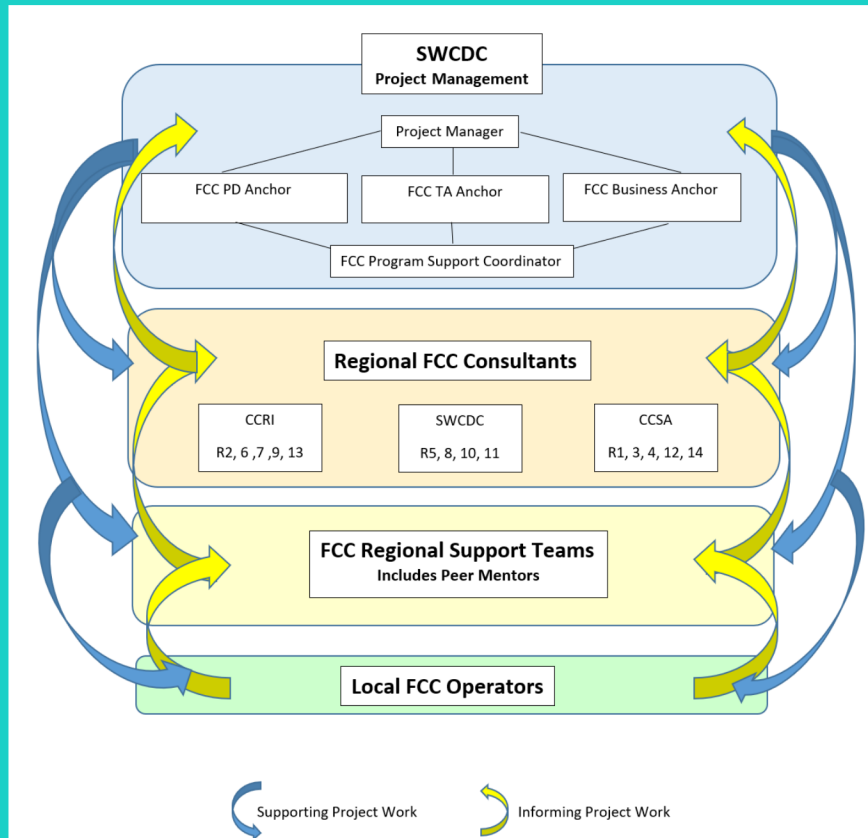 SWCDC
Project Management
Project Manager
FCC PD Anchor
FCC TA Anchor
FCC Business Anchor
FCC Program Support Coordinator
Regional FCC Consultants
CCRI
R2, 6 ,7 ,9, 13
SWCDC
R5, 8, 10, 11
CCSA
R1, 3, 4, 12, 14
FCC Regional Support Teams
Includes Peer Mentors
Local FCC Operators
Supporting Project Work
Informing Project Work